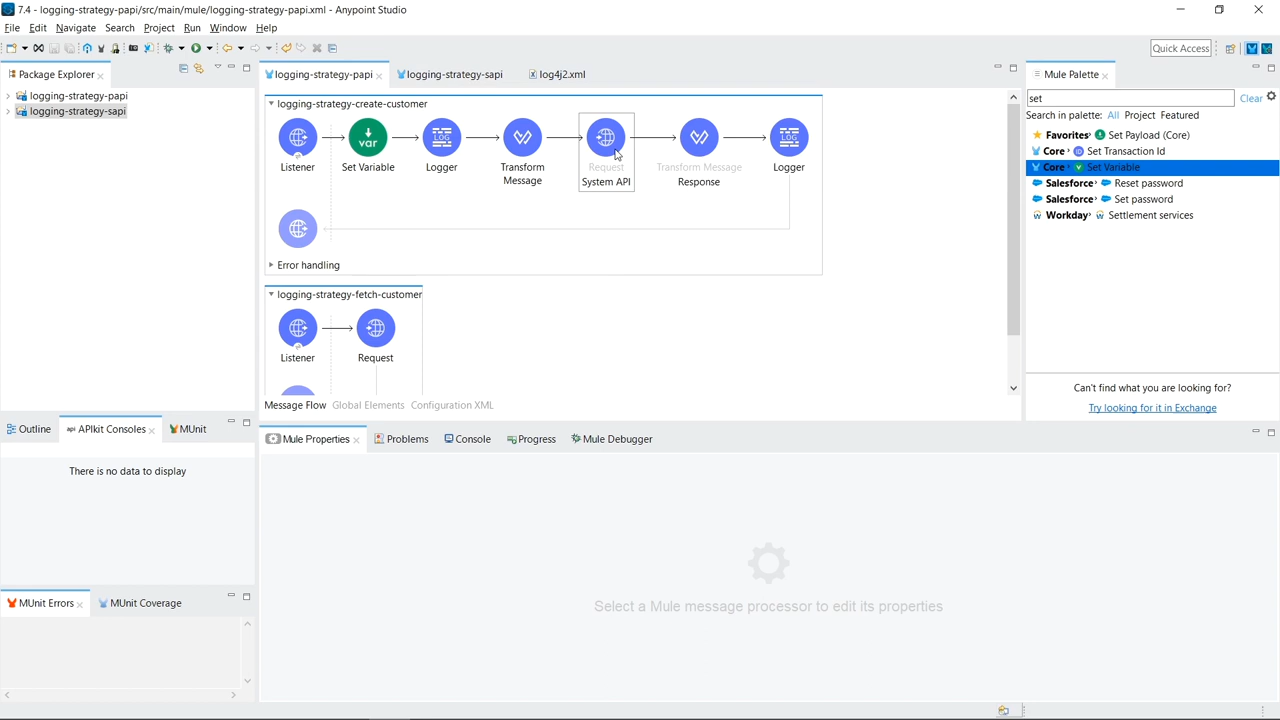 7.4 - logging-strategy-papi/src/main/mule/logging-strategy-papi.xml - Anypoint Studio
File Edit Navigate Search Project Run Window Help
Quick Access
Package Explorer
logging-strategy-papi
logging-strategy-sapi
logging-strategy-papi logging-strategy-sapi log4j2.xml
logging-strategy-create-customer
Listener Set Variable Logger Transform Message Request System API Transform Message Response Logger
Error handling
logging-strategy-fetch-customer
Listener Request
Message Flow Global Elements Configuration XML
Mule Palette
set
Clear
Search in palette: All Project Featured
Favorites Set Payload (Core)
Core Set Transaction Id
Core Set Variable
Salesforce Reset password
Salesforce Set password
Workday Settlement services
Can't find what you are looking for?
Try looking for it in Exchange
Outline APIkit Consoles MUnit
There is no data to display
MUnit Errors MUnit Coverage
Mule Properties Problems Console Progress Mule Debugger
Select a Mule message processor to edit its properties